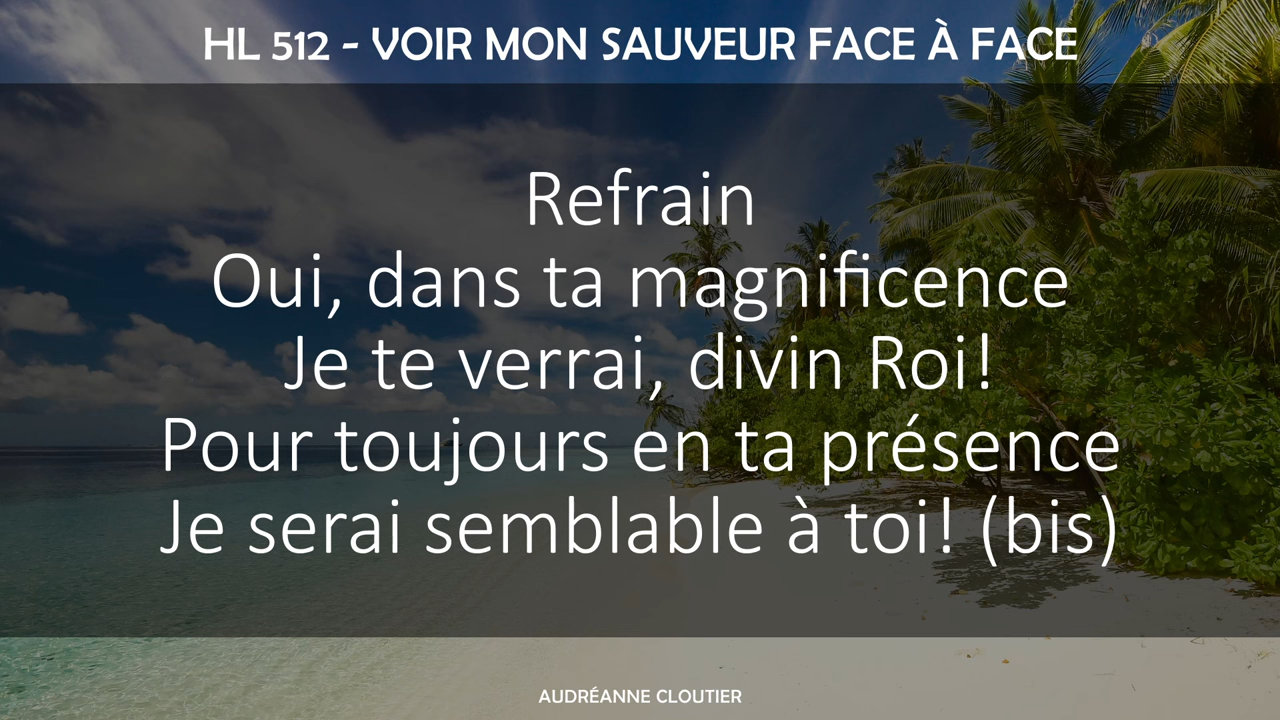 HL 512 - VOIR MON SAUVEUR FACE À FACE
Refrain
Oui, dans ta magnificence
Je te verrai, divin Roi!
Pour toujours en ta présence
Je serai semblable à toi! (bis)
AUDRÉANNE CLOUTIER